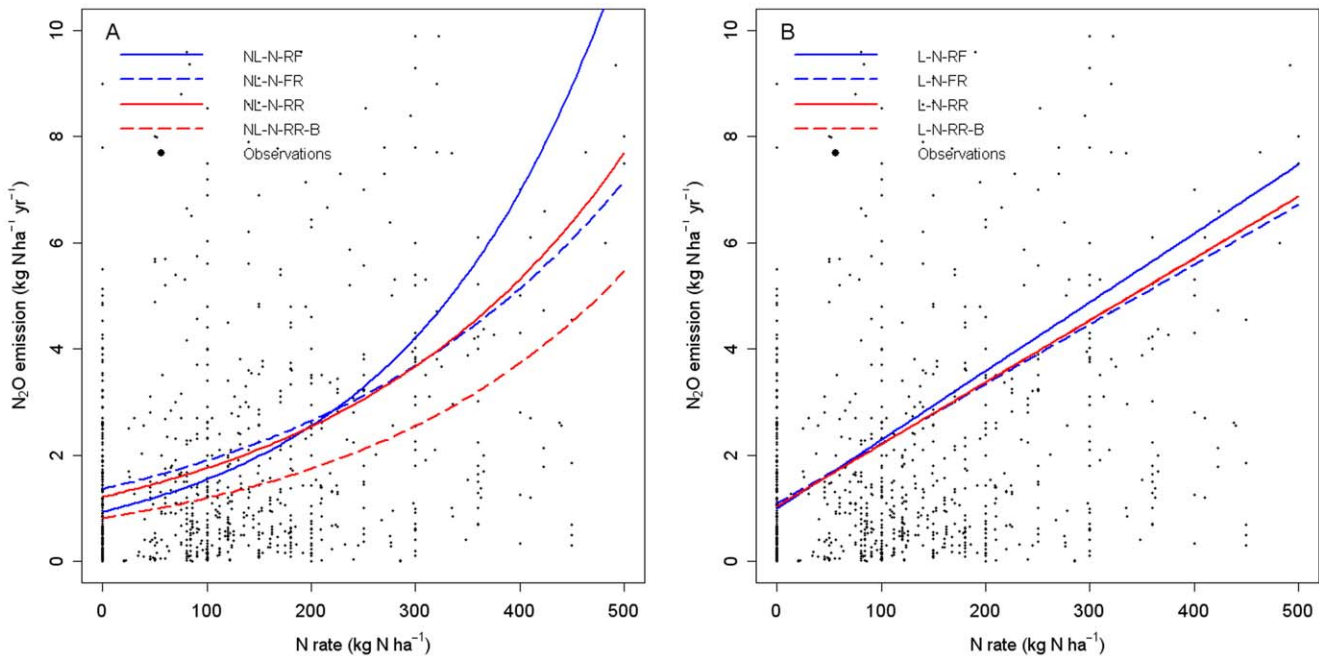 A
NL-N-RF
NL-N-FR
NL-N-RR
NL-N-RR-B
Observations
N₂O emission (kg N ha⁻¹ yr⁻¹)
10
8
6
4
2
0
0 100 200 300 400 500
N rate (kg N ha⁻¹)
B
L-N-RF
L-N-FR
L-N-RR
L-N-RR-B
Observations
N₂O emission (kg N ha⁻¹ yr⁻¹)
10
8
6
4
2
0
0 100 200 300 400 500
N rate (kg N ha⁻¹)